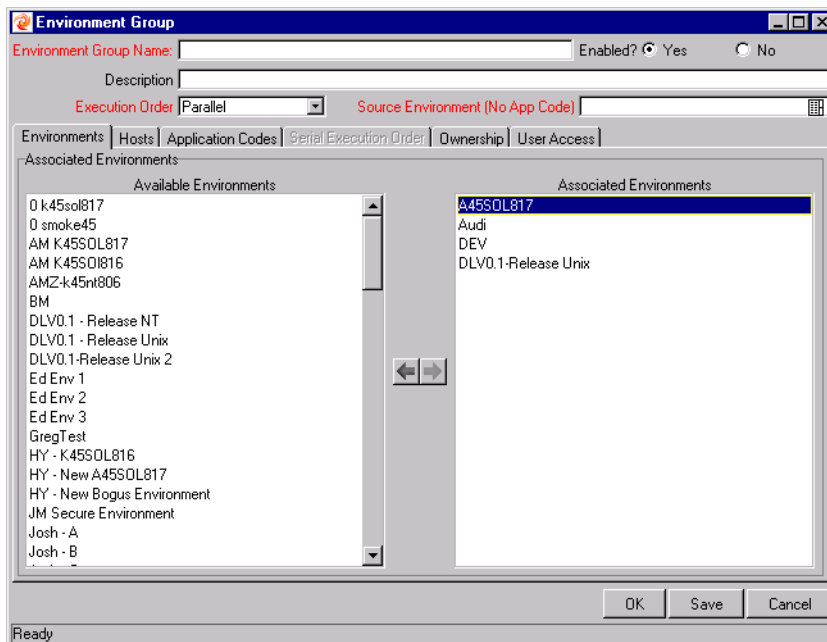 Environment Group
Environment Group Name: Enabled? Yes No
Description
Execution Order Parallel Source Environment (No App Code)
Environments Hosts Application Codes Serial Execution Order Ownership User Access
Associated Environments
Available Environments Associated Environments
0 k45sol817 A45SOL817
0 smoke45 Audi
AM K45SOL817 DEV
AM K45SOl816 DLV0.1-Release Unix
AMZ-k45nt806
BM
DLV0.1 - Release NT
DLV0.1 - Release Unix
DLV0.1-Release Unix 2
Ed Env 1
Ed Env 2
Ed Env 3
GregTest
HY - K45SOL816
HY - New A45SOL817
HY - New Bogus Environment
JM Secure Environment
Josh - A
Josh - B
OK Save Cancel
Ready